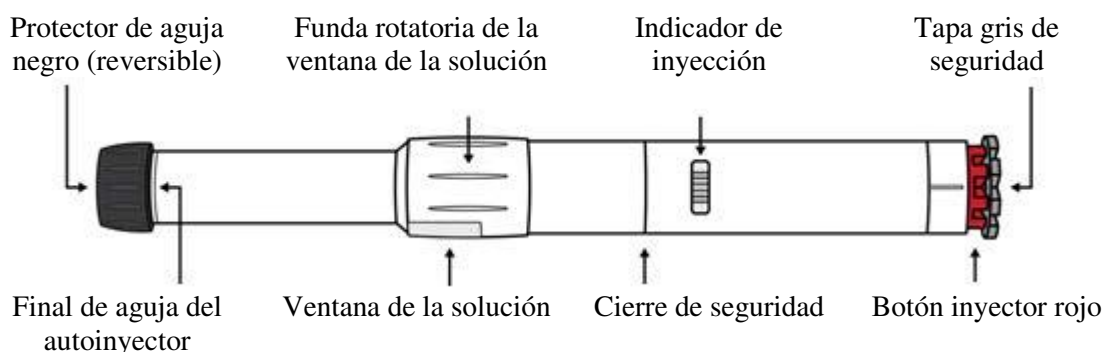 Protector de aguja
negro (reversible)
Funda rotatoria de la
ventana de la solución
Indicador de
inyección
Tapa gris de
seguridad
Final de aguja del
autoinyector
Ventana de la solución
Cierre de seguridad
Botón inyector rojo